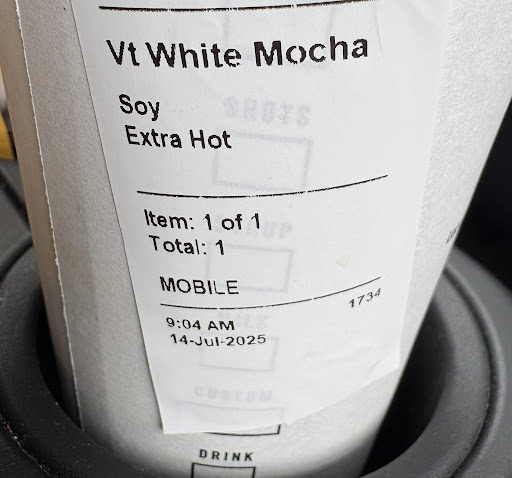 Vt White Mocha
Soy
SHOTS
Extra Hot
Item: 1 of 1
Total: 1
MOBILE
1734
9:04 AM
14-Jul-2025
CUSTOM
DRINK